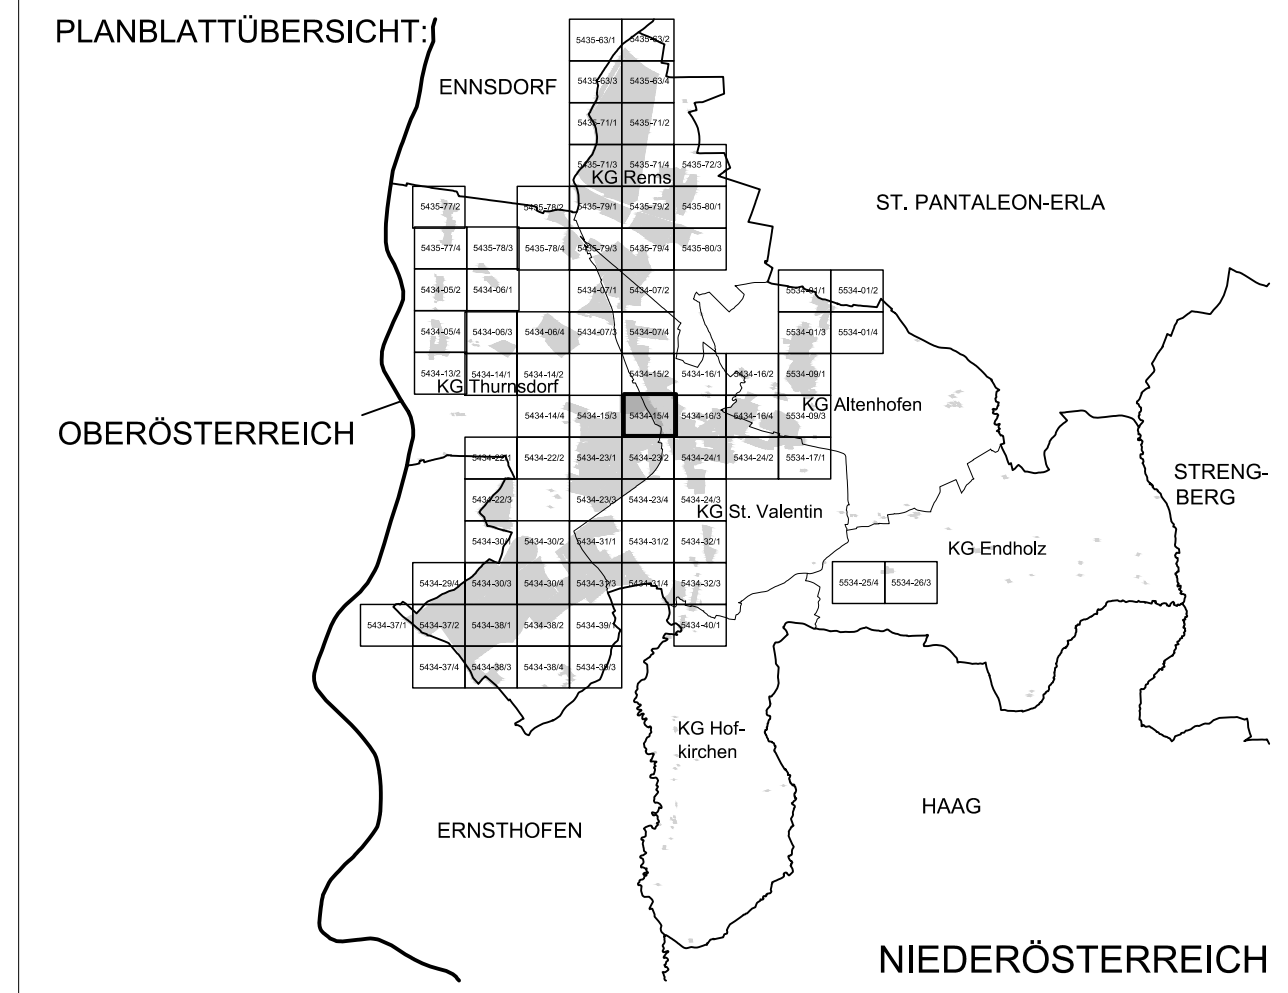 PLANBLATTÜBERSICHT:
5435-63/1 5435-63/2
ENNSDORF
5435-63/3 5435-63/4
5435-71/1 5435-71/2
5435-71/3 5435-71/4 5435-72/3
KG Rems
ST. PANTALEON-ERLA
5435-77/2 5435-78/2 5435-79/1 5435-79/2 5435-80/1
5435-77/4 5435-78/3 5435-78/4 5435-79/3 5435-79/4 5435-80/3
5434-05/2 5434-06/1 5434-07/1 5434-07/2 5534-01/1 5534-01/2
5434-05/4 5434-06/3 5434-06/4 5434-07/3 5434-07/4 5534-01/3 5534-01/4
5434-13/2 5434-14/1 5434-14/2 5434-15/2 5434-16/1 5434-16/2 5534-09/1
KG Thurnsdorf
KG Altenhofen
5434-14/4 5434-15/3 5434-15/4 5434-16/3 5434-16/4 5534-09/3
OBERÖSTERREICH
5434-22/1 5434-22/2 5434-23/1 5434-23/2 5434-24/1 5434-24/2 5534-17/1
STRENG-
BERG
5434-22/3 5434-23/3 5434-23/4 5434-24/3
KG St. Valentin
5434-30/1 5434-30/2 5434-31/1 5434-31/2 5434-32/1
KG Endholz
5434-29/4 5434-30/3 5434-30/4 5434-31/3 5434-31/4 5434-32/3 5534-25/4 5534-26/3
5434-37/1 5434-37/2 5434-38/1 5434-38/2 5434-39/1 5434-40/1
5434-37/4 5434-38/3 5434-38/4 5434-39/3
KG Hof-
kirchen
HAAG
ERNSTHOFEN
NIEDERÖSTERREICH